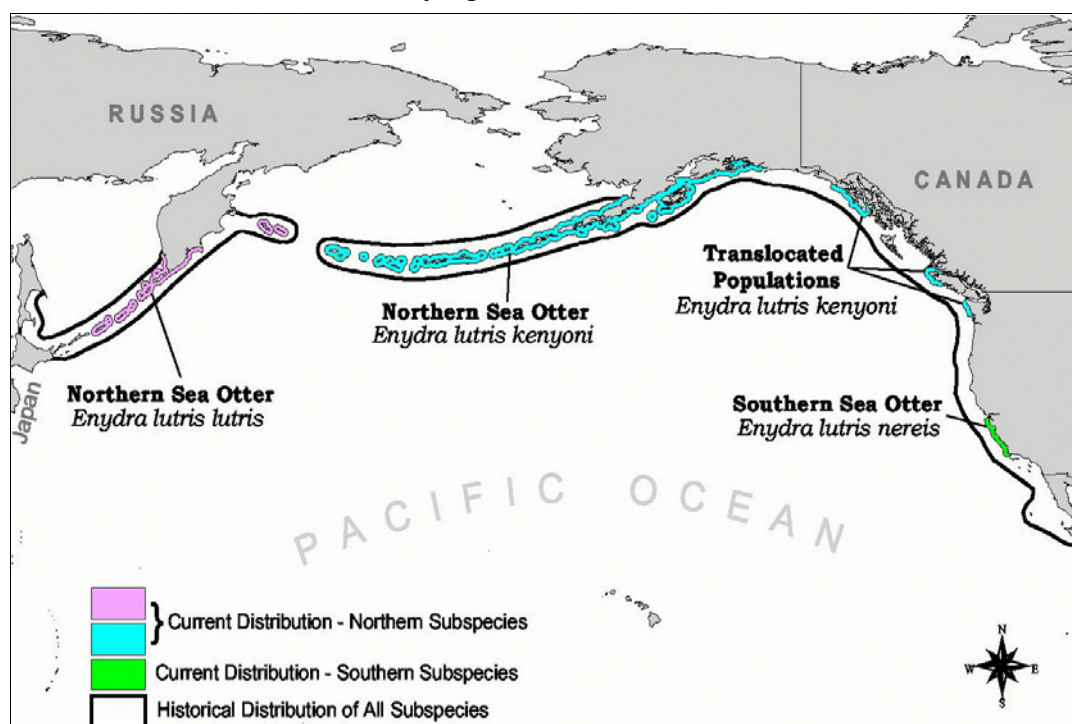 RUSSIA
CANADA
Translocated
Populations
Enydra lutris kenyoni
Northern Sea Otter
Enydra lutris kenyoni
Northern Sea Otter
Enydra lutris lutris
Japan
Southern Sea Otter
Enydra lutris nereis
PACIFIC OCEAN
Current Distribution - Northern Subspecies
Current Distribution - Southern Subspecies
Historical Distribution of All Subspecies
N
W E
S